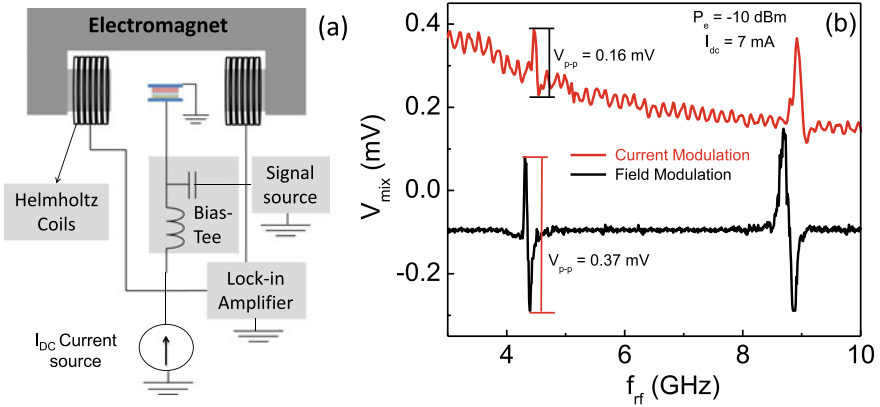 Electromagnet
(a)
Helmholtz
Coils
Bias-
Tee
Signal
source
Lock-in
Amplifier
I_DC Current
source
(b)
P_e = -10 dBm
I_dc = 7 mA
V_p-p = 0.16 mV
Current Modulation
Field Modulation
V_p-p = 0.37 mV
0.4
0.2
0.0
-0.2
V_mix (mV)
4
6
8
10
f_rf (GHz)